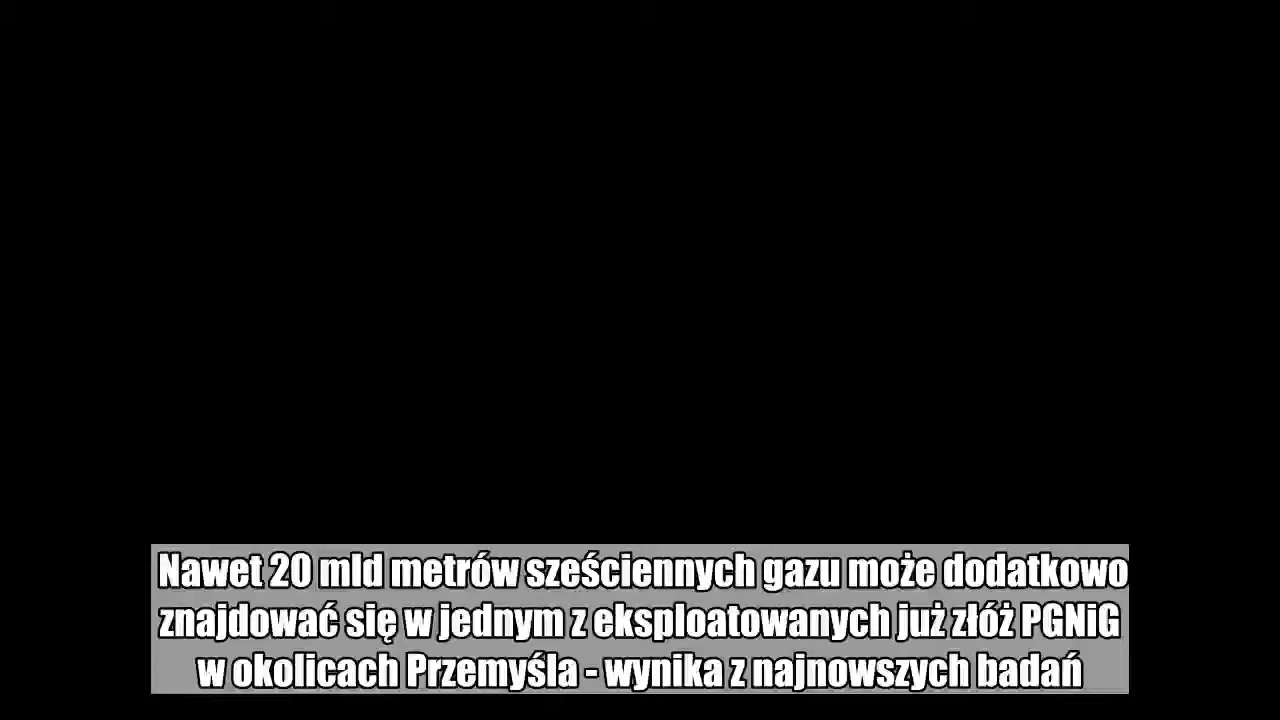 Nawet 20 mld metrów sześciennych gazu może dodatkowo
znajdować się w jednym z eksploatowanych już złóż PGNiG
w okolicach Przemyśla - wynika z najnowszych badań